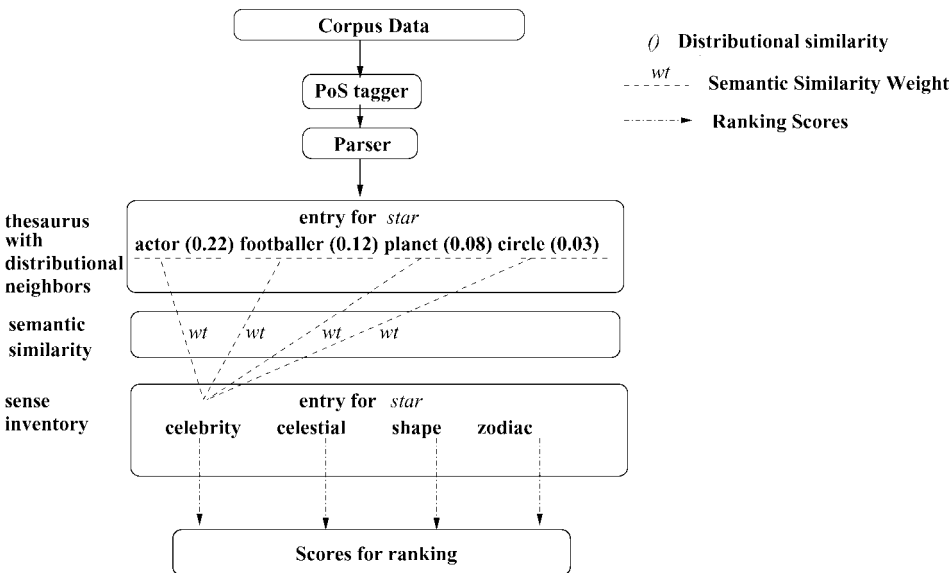 Corpus Data
() Distributional similarity
wt
Semantic Similarity Weight
PoS tagger
Ranking Scores
Parser
thesaurus
with
distributional
neighbors
entry for star
actor (0.22) footballer (0.12) planet (0.08) circle (0.03)
semantic
similarity
wt wt wt wt
sense
inventory
entry for star
celebrity celestial shape zodiac
Scores for ranking